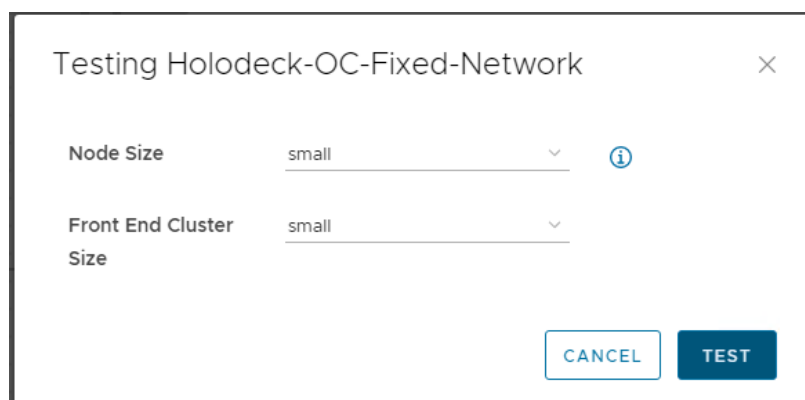 Testing Holodeck-OC-Fixed-Network
Node Size small
Front End Cluster small
Size
CANCEL TEST